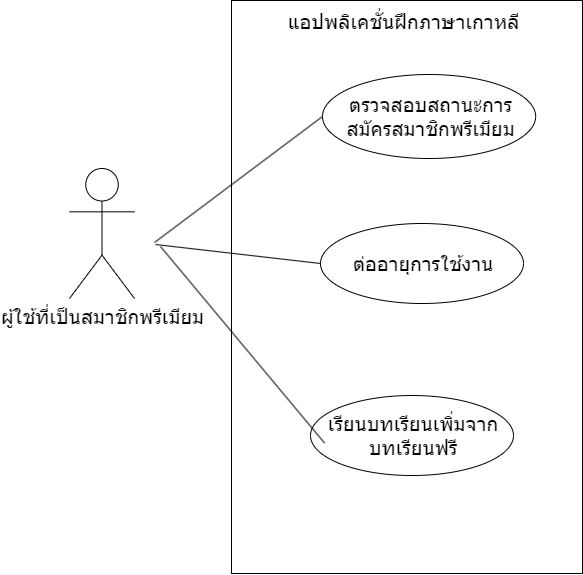 แอปพลิเคชั่นฝึกภาษาเกาหลี
ตรวจสอบสถานะการ
สมัครสมาชิกพรีเมียม
ต่ออายุการใช้งาน
ผู้ใช้ที่เป็นสมาชิกพรีเมียม
เรียนบทเรียนเพิ่มจาก
บทเรียนฟรี